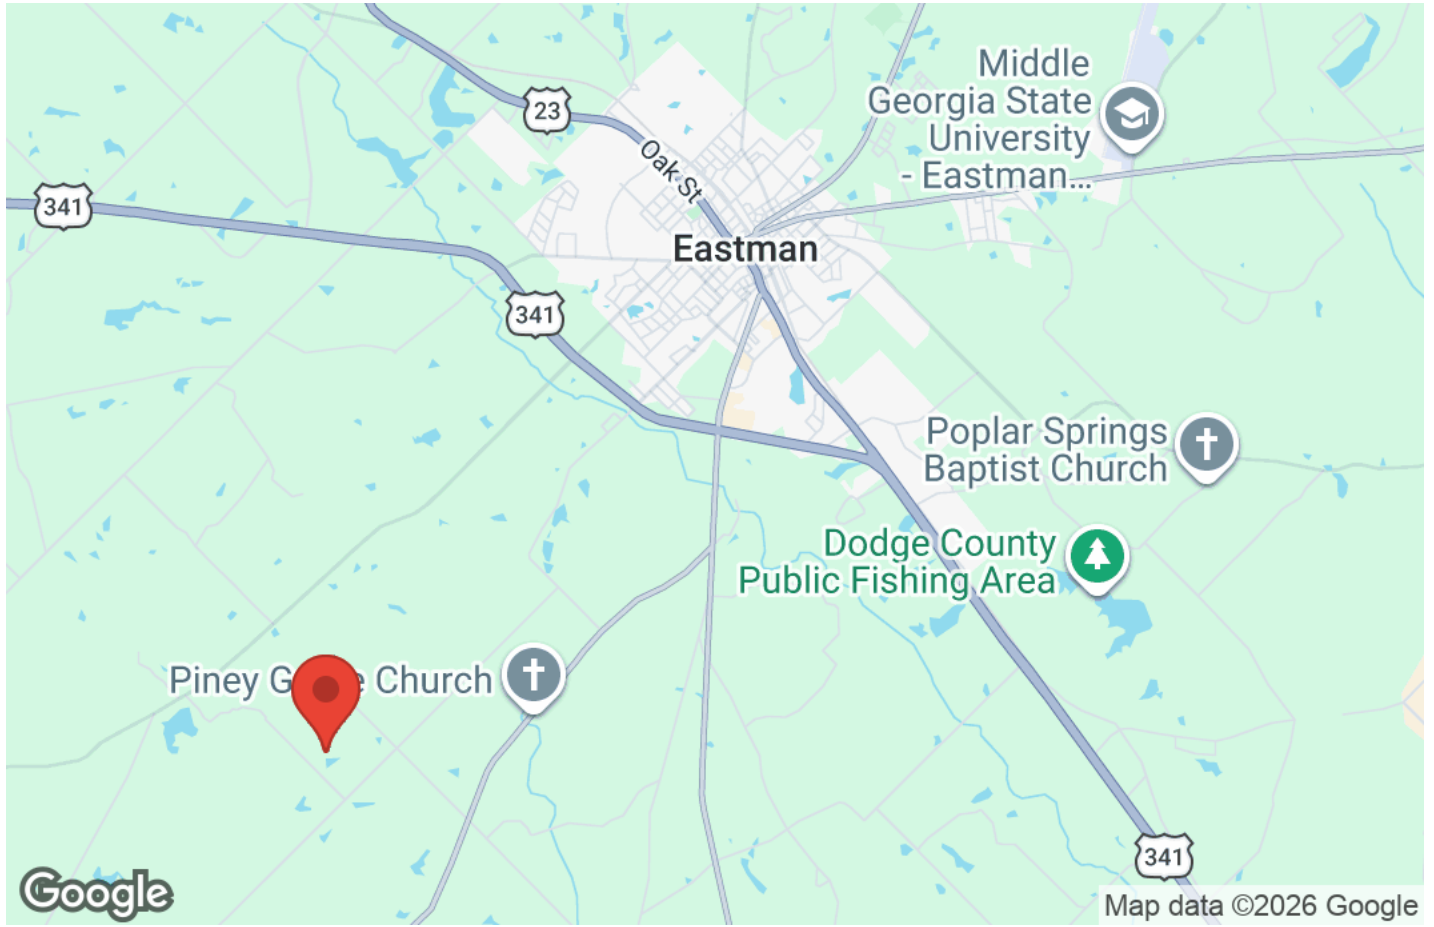 Middle
Georgia State
University
- Eastman...
23
Oak St
341
Eastman
341
Poplar Springs
Baptist Church
Dodge County
Public Fishing Area
Piney G e Church
341
Google
Map data ©2026 Google